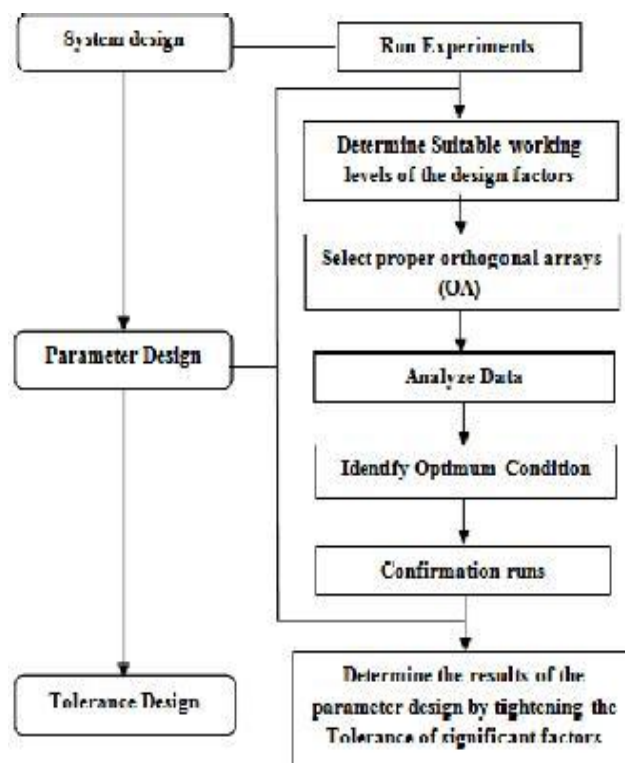 System design
Run Experiments
Determine Suitable working
levels of the design factors
Select proper orthogonal arrays
(OA)
Parameter Design
Analyze Data
Identify Optimum Condition
Confirmation runs
Tolerance Design
Determine the results of the
parameter design by tightening the
Tolerance of significant factors